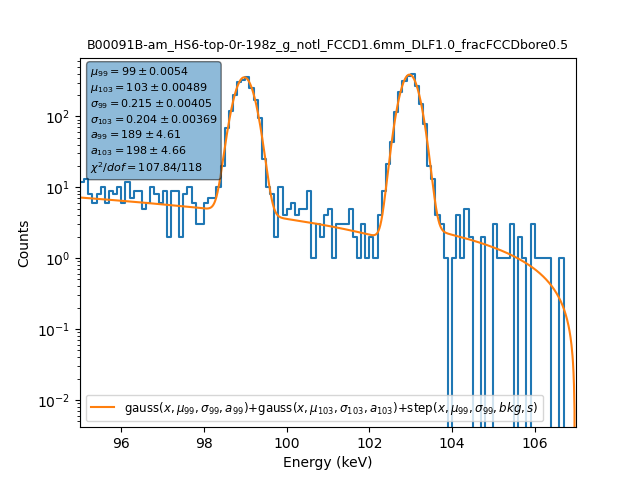 B00091B-am_HS6-top-0r-198z_g_notl_FCCD1.6mm_DLF1.0_fracFCCDbore0.5
μ₉₉ = 99 ± 0.0054
μ₁₀₃ = 103 ± 0.00489
σ₉₉ = 0.215 ± 0.00405
σ₁₀₃ = 0.204 ± 0.00369
a₉₉ = 189 ± 4.61
a₁₀₃ = 198 ± 4.66
χ²/dof = 107.84/118
10²
10¹
10⁰
10⁻¹
10⁻²
Counts
gauss(x, μ₉₉, σ₉₉, a₉₉)+gauss(x, μ₁₀₃, σ₁₀₃, a₁₀₃)+step(x, μ₉₉, σ₉₉, bkg, s)
96 98 100 102 104 106
Energy (keV)